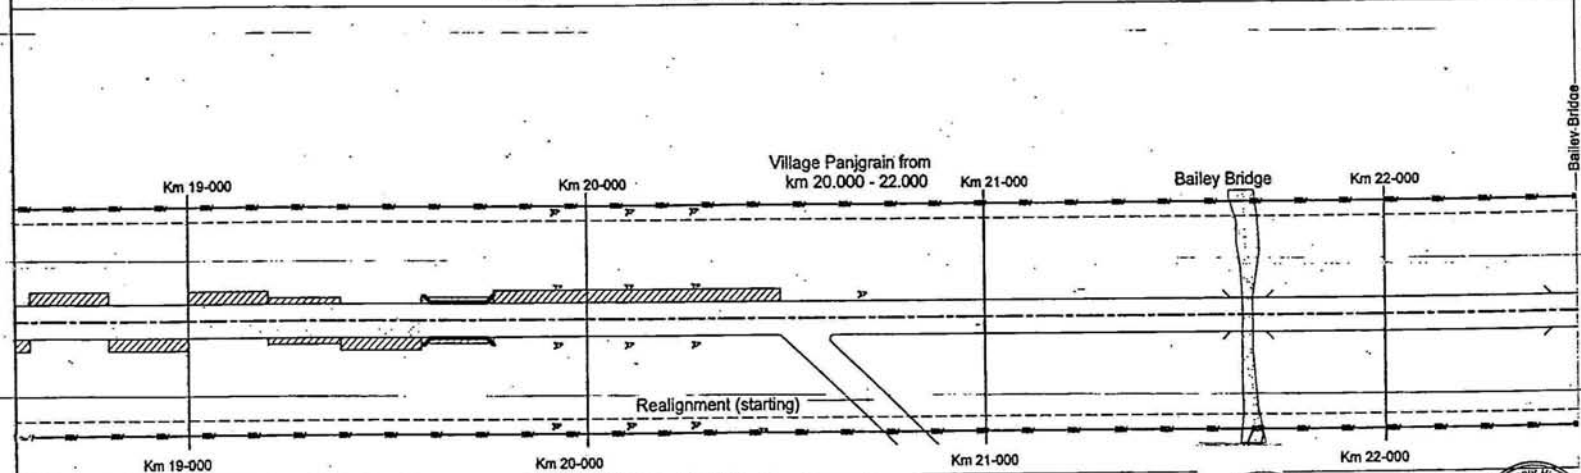 Village Panjgrain from
km 20.000 - 22.000
Km 19-000
Km 20-000
Km 21-000
Bailey Bridge
Km 22-000
Bailey-Bridge
Realignment (starting)
Km 19-000
Km 20-000
Km 21-000
Km 22-000